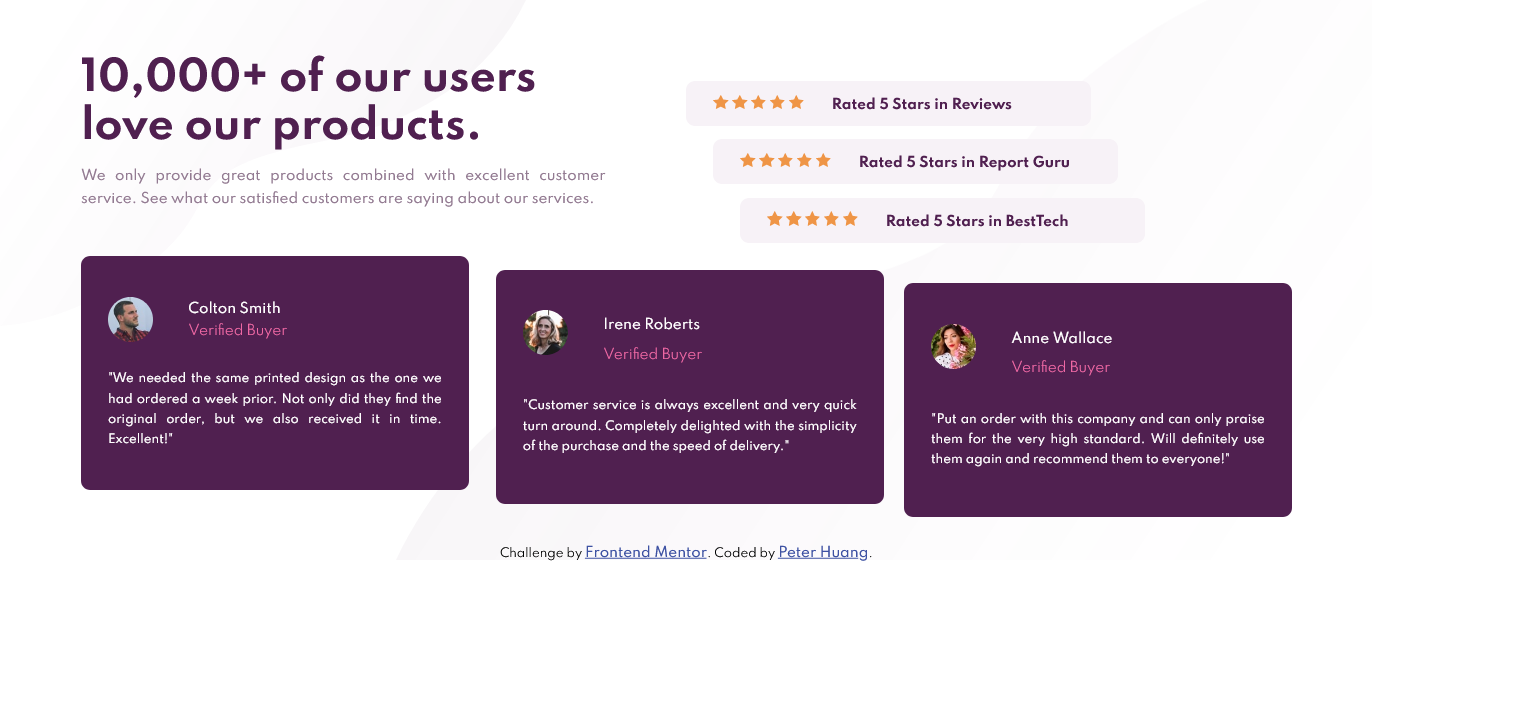 10,000+ of our users
love our products.
We only provide great products combined with excellent customer
service. See what our satisfied customers are saying about our services.
Rated 5 Stars in Reviews
Rated 5 Stars in Report Guru
Rated 5 Stars in BestTech
Colton Smith
Verified Buyer
"We needed the same printed design as the one we
had ordered a week prior. Not only did they find the
original order, but we also received it in time.
Excellent!"
Irene Roberts
Verified Buyer
"Customer service is always excellent and very quick
turn around. Completely delighted with the simplicity
of the purchase and the speed of delivery."
Anne Wallace
Verified Buyer
"Put an order with this company and can only praise
them for the very high standard. Will definitely use
them again and recommend them to everyone!"
Challenge by Frontend Mentor. Coded by Peter Huang.